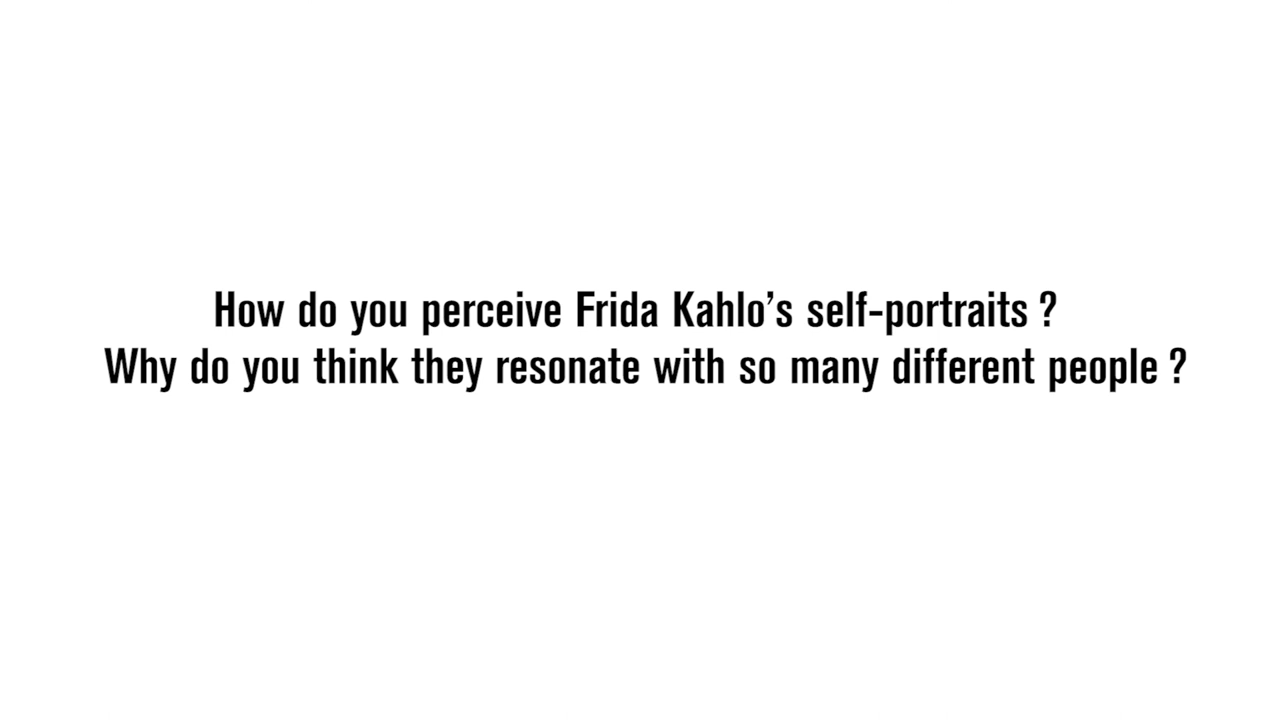 How do you perceive Frida Kahlo’s self-portraits ?
Why do you think they resonate with so many different people ?